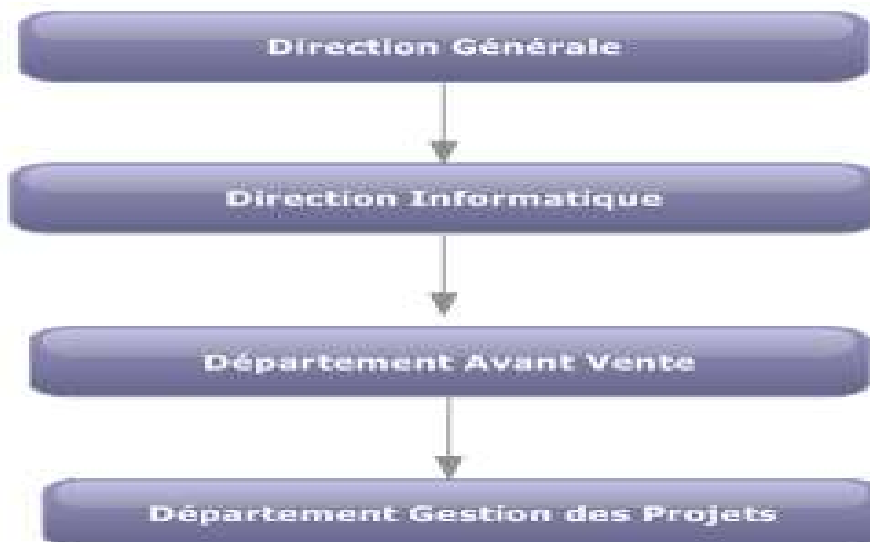 Direction Générale
Direction Informatique
Département Avant Vente
Département Gestion des Projets